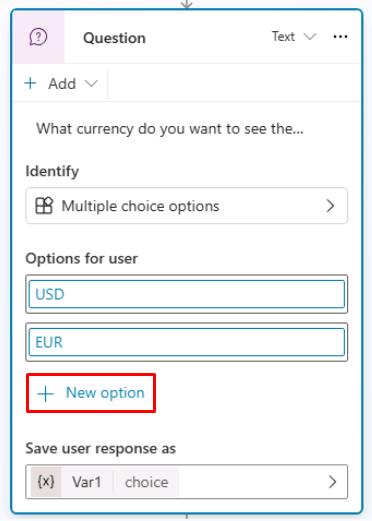 Question
Text
Add
What currency do you want to see the...
Identify
Multiple choice options
Options for user
USD
EUR
New option
Save user response as
{x} Var1 choice